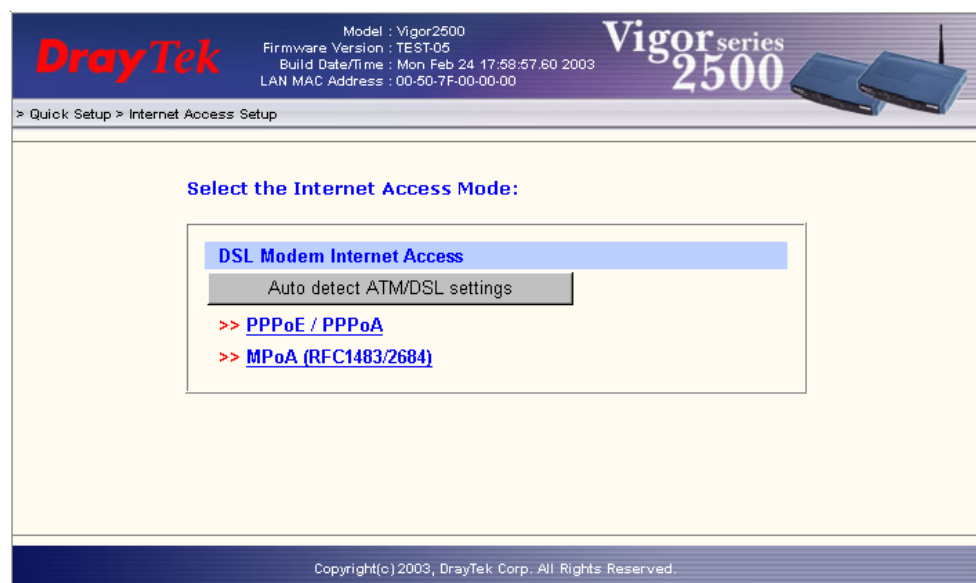 DrayTek
Model : Vigor2500
Firmware Version : TEST-05
Build Date/Time : Mon Feb 24 17:58:57.60 2003
LAN MAC Address : 00-50-7F-00-00-00
Vigor series
2500
> Quick Setup > Internet Access Setup
Select the Internet Access Mode:
DSL Modem Internet Access
Auto detect ATM/DSL settings
>> PPPoE / PPPoA
>> MPoA (RFC1483/2684)
Copyright(c) 2003, DrayTek Corp. All Rights Reserved.